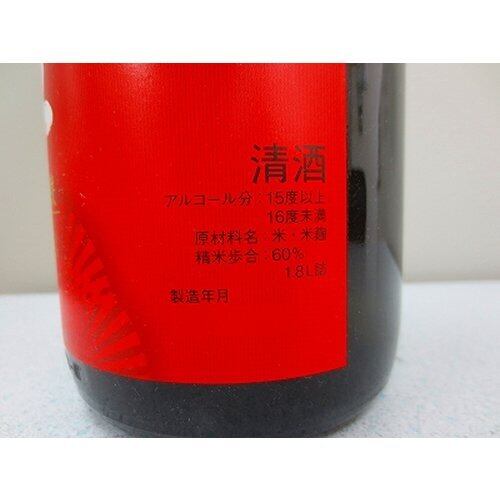 清酒
アルコール分：15度以上
16度未満
原材料名：米・米麹
精米歩合：60%
1.8L詰
製造年月